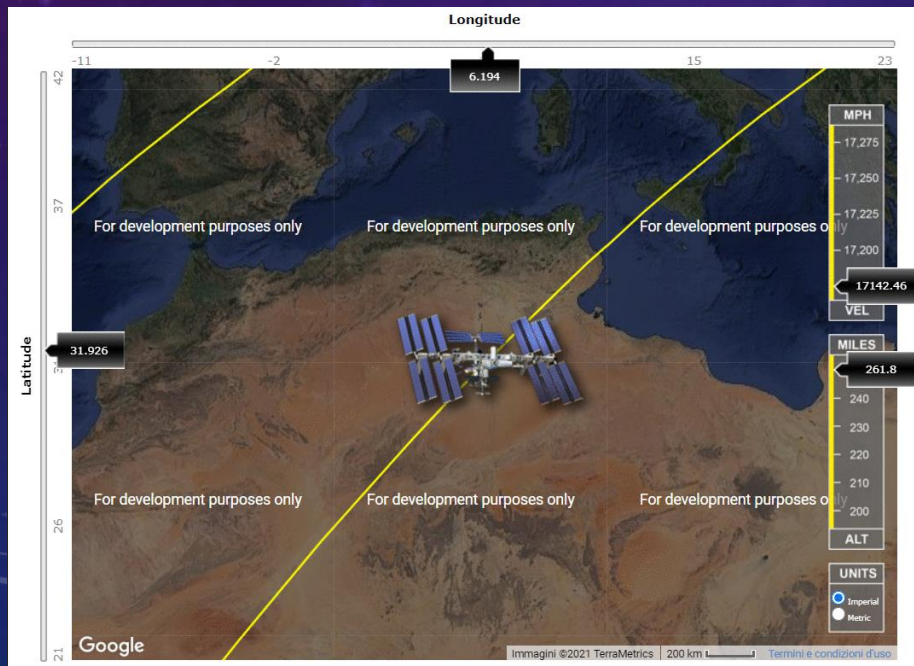 Longitude
-11
-2
15
23
6.194
42
37
31
26
21
Latitude
31.926
For development purposes only
For development purposes only
For development purposes only
For development purposes only
For development purposes only
For development purposes only
MPH
17,275
17,250
17,225
17,200
17142.46
VEL
MILES
261.8
240
230
220
210
200
ALT
UNITS
Imperial
Metric
Google
Immagini ©2021 TerraMetrics
200 km
Termini e condizioni d'uso